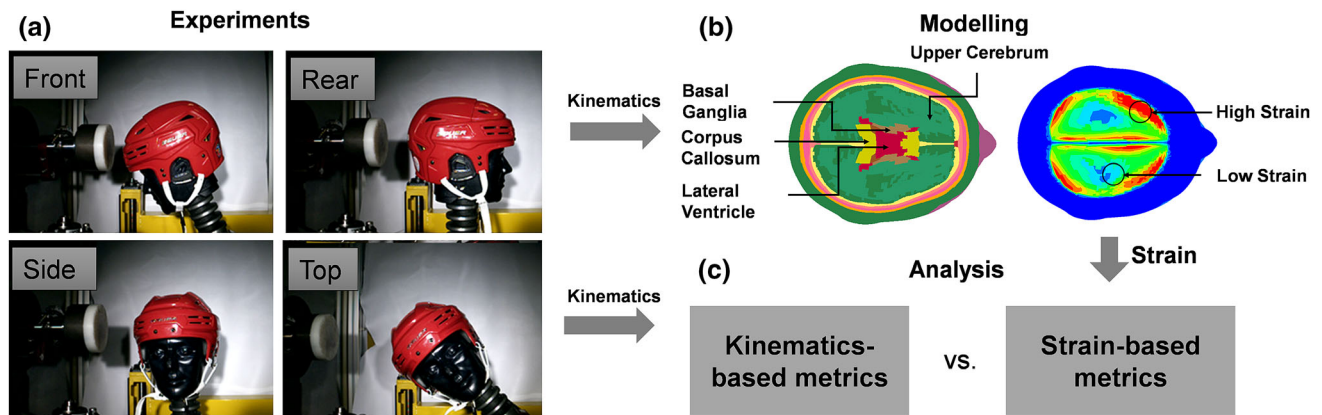 (a)
Experiments
Front
Rear
Side
Top
Kinematics
Kinematics
(b)
Modelling
Upper Cerebrum
Basal
Ganglia
Corpus
Callosum
Lateral
Ventricle
High Strain
Low Strain
Strain
(c)
Analysis
Kinematics-
based metrics
vs.
Strain-based
metrics